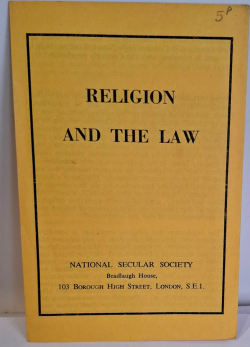 5P
RELIGION
AND THE LAW
NATIONAL SECULAR SOCIETY
Bradlaugh House,
103 BOROUGH HIGH STREET, LONDON, S.E.1.